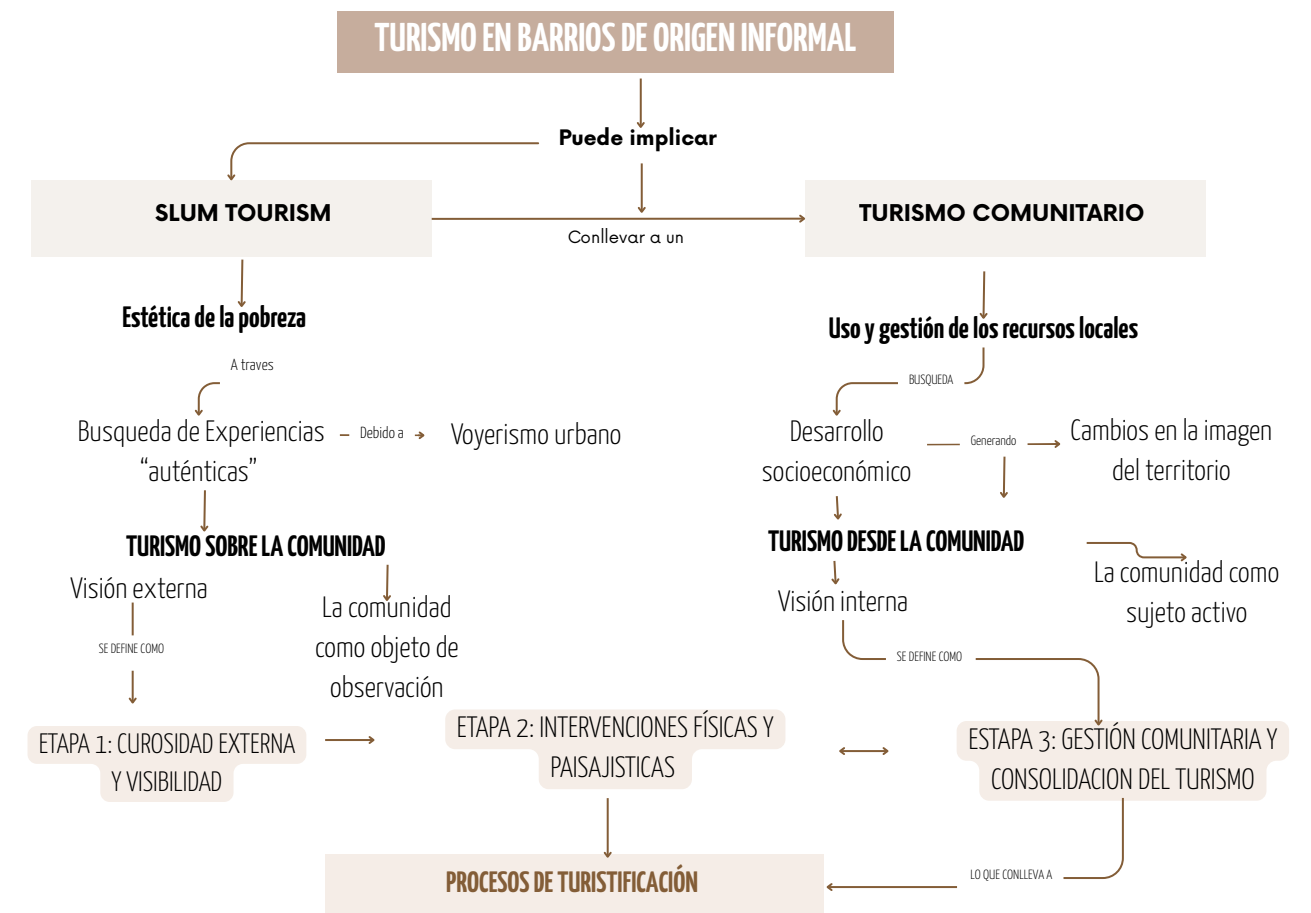 TURISMO EN BARRIOS DE ORIGEN INFORMAL
Puede implicar
SLUM TOURISM
Conllevar a un
TURISMO COMUNITARIO
Estética de la pobreza
A traves
Busqueda de Experiencias
“auténticas”
Debido a
Voyerismo urbano
TURISMO SOBRE LA COMUNIDAD
Visión externa
SE DEFINE COMO
La comunidad
como objeto de
observación
Uso y gestión de los recursos locales
BUSQUEDA
Desarrollo
socioeconómico
Generando
Cambios en la imagen
del territorio
TURISMO DESDE LA COMUNIDAD
Visión interna
La comunidad como
sujeto activo
SE DEFINE COMO
ETAPA 1: CUROSIDAD EXTERNA
Y VISIBILIDAD
ETAPA 2: INTERVENCIONES FÍSICAS Y
PAISAJISTICAS
ESTAPA 3: GESTIÓN COMUNITARIA Y
CONSOLIDACION DEL TURISMO
LO QUE CONLLEVA A
PROCESOS DE TURISTIFICACIÓN